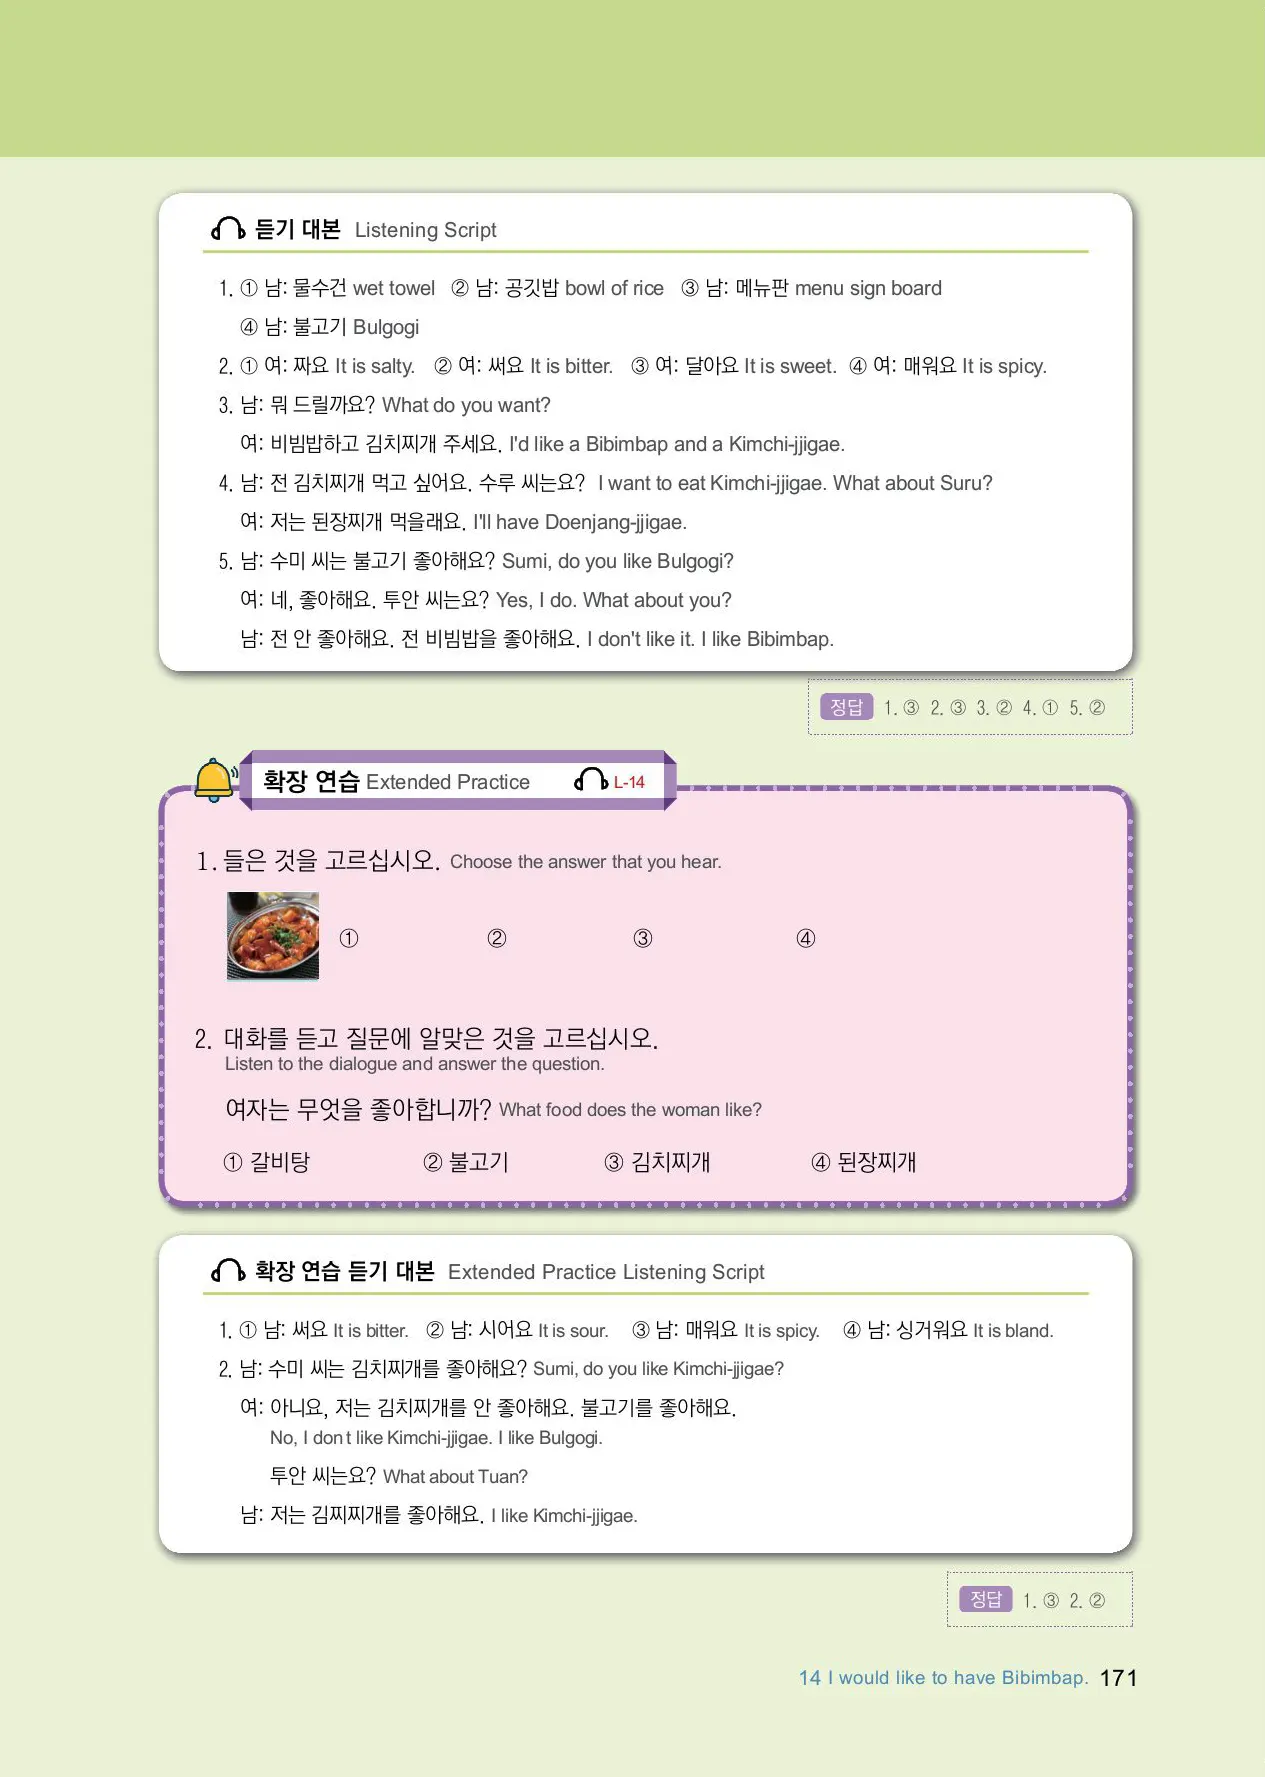 듣기 대본 Listening Script
1. ① 남: 물수건 wet towel ② 남: 공깃밥 bowl of rice ③ 남: 메뉴판 menu sign board
④ 남: 불고기 Bulgogi
2. ① 여: 짜요 It is salty. ② 여: 써요 It is bitter. ③ 여: 달아요 It is sweet. ④ 여: 매워요 It is spicy.
3. 남: 뭐 드릴까요? What do you want?
여: 비빔밥하고 김치찌개 주세요. I'd like a Bibimbap and a Kimchi-jjigae.
4. 남: 전 김치찌개 먹고 싶어요. 수루 씨는요? I want to eat Kimchi-jjigae. What about Suru?
여: 저는 된장찌개 먹을래요. I'll have Doenjang-jjigae.
5. 남: 수미 씨는 불고기 좋아해요? Sumi, do you like Bulgogi?
여: 네, 좋아해요. 투안 씨는요? Yes, I do. What about you?
남: 전 안 좋아해요. 전 비빔밥을 좋아해요. I don't like it. I like Bibimbap.
정답 1. ③ 2. ③ 3. ② 4. ① 5. ②
확장 연습 Extended Practice L-14
1. 들은 것을 고르십시오. Choose the answer that you hear.
① ② ③ ④
2. 대화를 듣고 질문에 알맞은 것을 고르십시오.
Listen to the dialogue and answer the question.
여자는 무엇을 좋아합니까? What food does the woman like?
① 갈비탕 ② 불고기 ③ 김치찌개 ④ 된장찌개
확장 연습 듣기 대본 Extended Practice Listening Script
1. ① 남: 써요 It is bitter. ② 남: 시어요 It is sour. ③ 남: 매워요 It is spicy. ④ 남: 싱거워요 It is bland.
2. 남: 수미 씨는 김치찌개를 좋아해요? Sumi, do you like Kimchi-jjigae?
여: 아니요, 저는 김치찌개를 안 좋아해요. 불고기를 좋아해요.
No, I don t like Kimchi-jjigae. I like Bulgogi.
투안 씨는요? What about Tuan?
남: 저는 김찌찌개를 좋아해요. I like Kimchi-jjigae.
정답 1. ③ 2. ②
14 I would like to have Bibimbap. 171